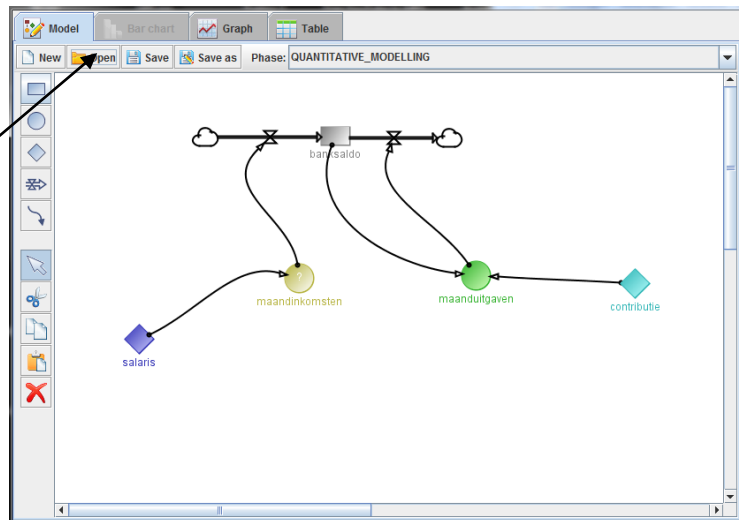 Model Bar chart Graph Table
New Open Save Save as Phase: QUANTITATIVE_MODELLING
banksaldo
?
maandinkomsten
maanduitgaven
contributie
salaris